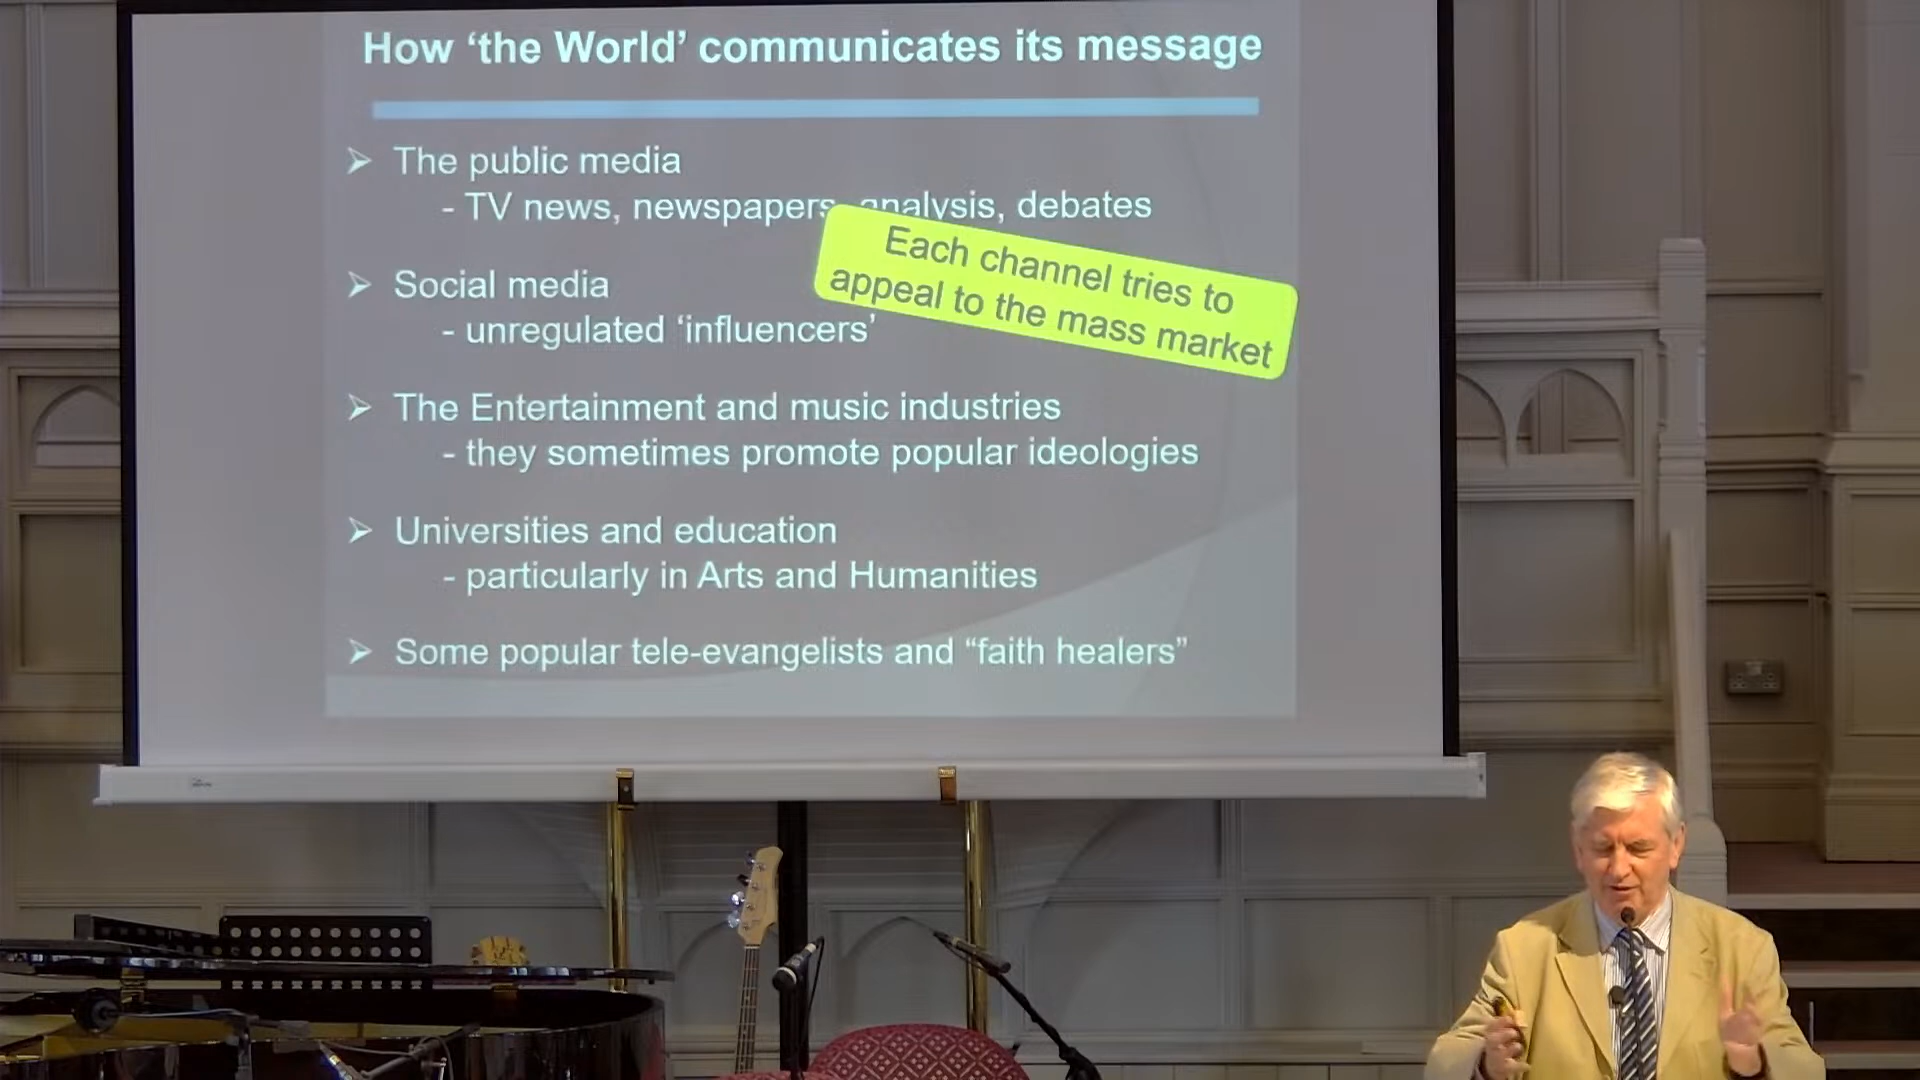 How ‘the World’ communicates its message
➢ The public media
- TV news, newspapers, analysis, debates
Each channel tries to
appeal to the mass market
➢ Social media
- unregulated ‘influencers’
➢ The Entertainment and music industries
- they sometimes promote popular ideologies
➢ Universities and education
- particularly in Arts and Humanities
➢ Some popular tele-evangelists and “faith healers”